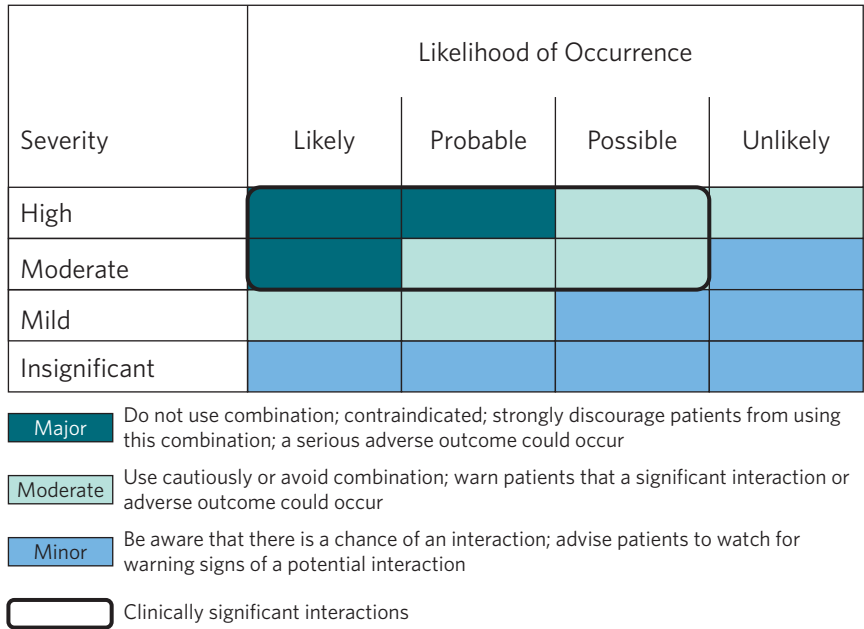 Likelihood of Occurrence
Severity Likely Probable Possible Unlikely
High
Moderate
Mild
Insignificant
Major Do not use combination; contraindicated; strongly discourage patients from using
this combination; a serious adverse outcome could occur
Moderate Use cautiously or avoid combination; warn patients that a significant interaction or
adverse outcome could occur
Minor Be aware that there is a chance of an interaction; advise patients to watch for
warning signs of a potential interaction
Clinically significant interactions